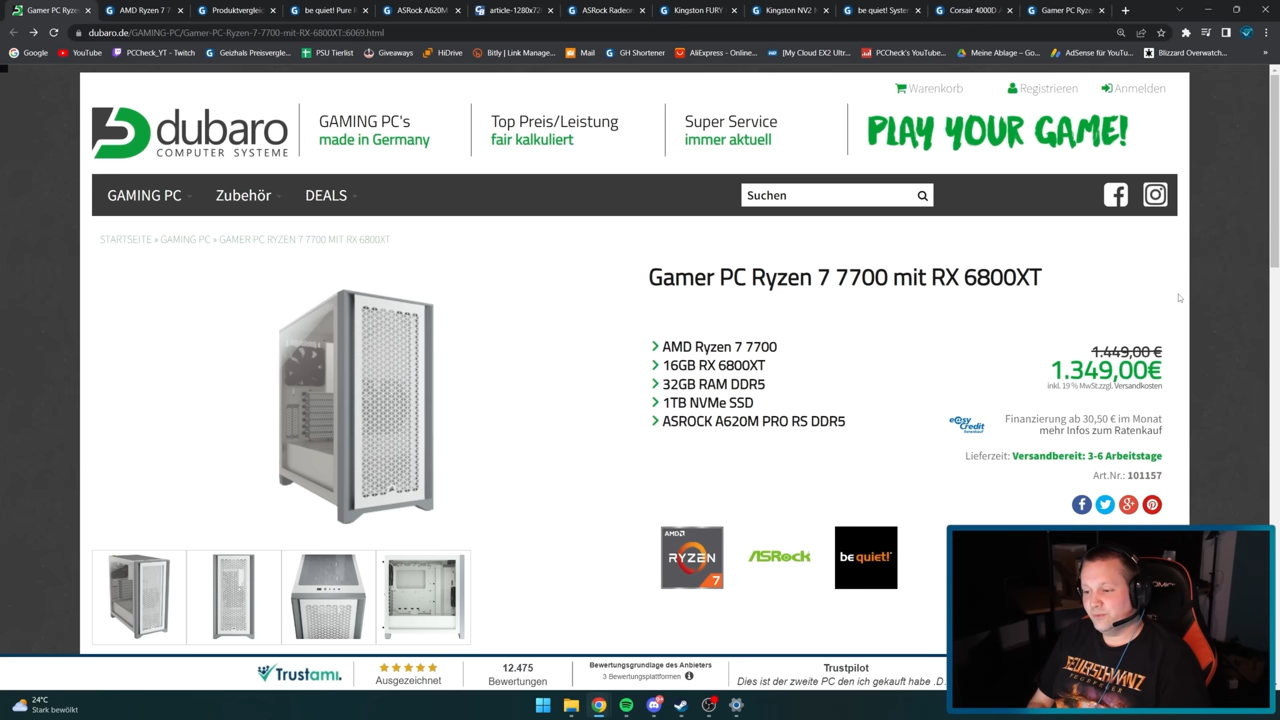 Gaming PC Ryzen
AMD Ryzen 7 7
Produktverglei
be quiet! Pure R
ASRock A620M
article-1280x72
ASRock Radeon
Kingston FURY
Kingston NV2 N
be quiet! Syster
Corsair 4000D A
Gamer PC Ryze
dubaro.de/GAMING-PC/Gamer-PC-Ryzen-7-7700-mit-RX-6800XT:6069.html
Google
YouTube
PCCheck_YT - Twitch
G Geizhals Preisvergle...
PSU Tierlist
Giveaways
HiDrive
Bitly | Link Manage...
Mail
GH Shortener
AliExpress - Online...
[My Cloud EX2 Ultr...
PCCheck's YouTube...
Meine Ablage – Go...
AdSense für YouT...
Blizzard Overwatch...
Warenkorb
Registrieren
Anmelden
dubaro
COMPUTER SYSTEME
GAMING PC's
made in Germany
Top Preis/Leistung
fair kalkuliert
Super Service
immer aktuell
PLAY YOUR GAME!
GAMING PC
Zubehör
DEALS
Suchen
STARTSEITE » GAMING PC » GAMER PC RYZEN 7 7700 MIT RX 6800XT
Gamer PC Ryzen 7 7700 mit RX 6800XT
AMD Ryzen 7 7700
16GB RX 6800XT
32GB RAM DDR5
1TB NVMe SSD
ASROCK A620M PRO RS DDR5
1.449,00 €
1.349,00€
inkl. 19 % MwSt.zzgl. Versandkosten
easy Credit
Finanzierung ab 30,50 € im Monat
mehr Infos zum Ratenkauf
Lieferzeit: Versandbereit: 3-6 Arbeitstage
Art.Nr.: 101157
AMD
RYZEN
7
ASRock
be quiet!
Trustami.
Ausgezeichnet
12.475
Bewertungen
Bewertungsgrundlage des Anbieters
3 Bewertungsplattformen
Trustpilot
Dies ist der zweite PC den ich gekauft habe .D
24°C
Stark bewölkt